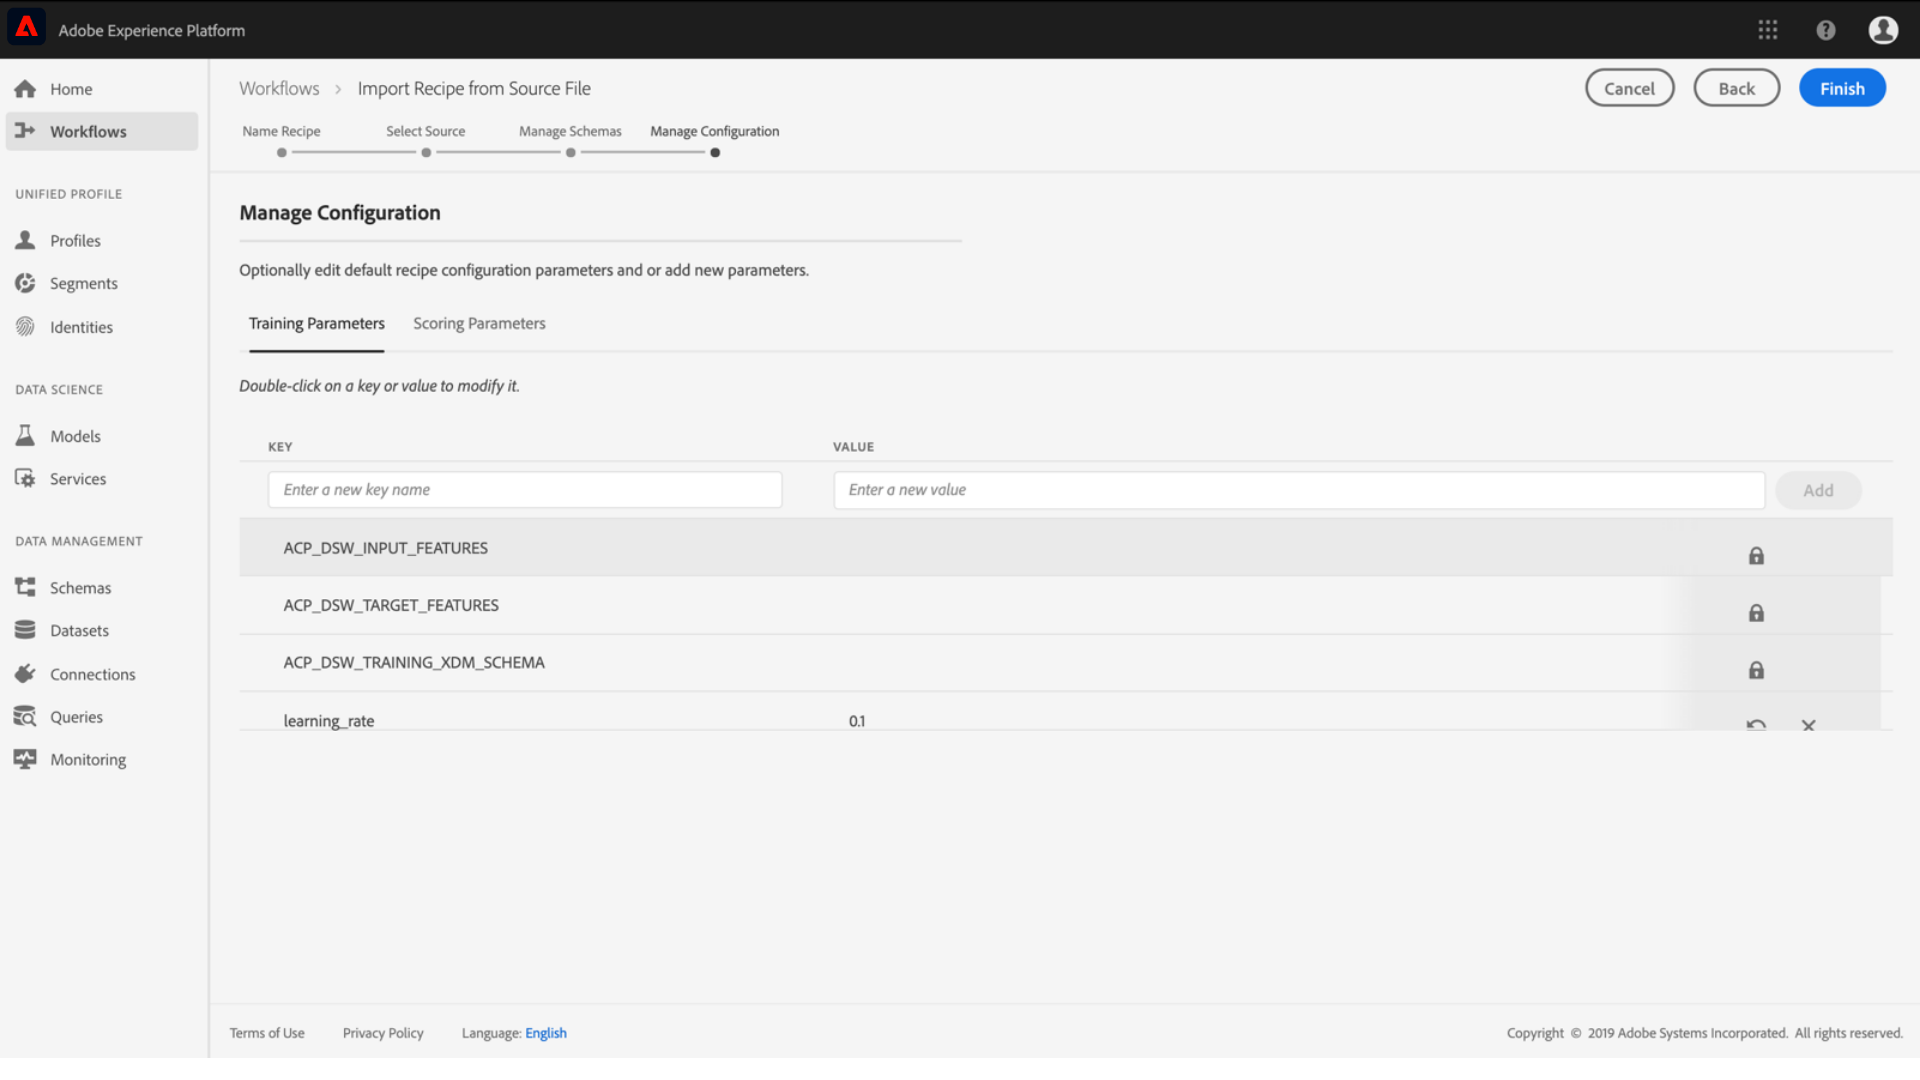 Adobe Experience Platform
Home
Workflows
UNIFIED PROFILE
Profiles
Segments
Identities
DATA SCIENCE
Models
Services
DATA MANAGEMENT
Schemas
Datasets
Connections
Queries
Monitoring
Workflows > Import Recipe from Source File
Cancel Back Finish
Name Recipe Select Source Manage Schemas Manage Configuration
Manage Configuration
Optionally edit default recipe configuration parameters and or add new parameters.
Training Parameters Scoring Parameters
Double-click on a key or value to modify it.
KEY VALUE
Enter a new key name Enter a new value Add
ACP_DSW_INPUT_FEATURES
ACP_DSW_TARGET_FEATURES
ACP_DSW_TRAINING_XDM_SCHEMA
learning_rate 0.1
Terms of Use Privacy Policy Language: English Copyright © 2019 Adobe Systems Incorporated. All rights reserved.